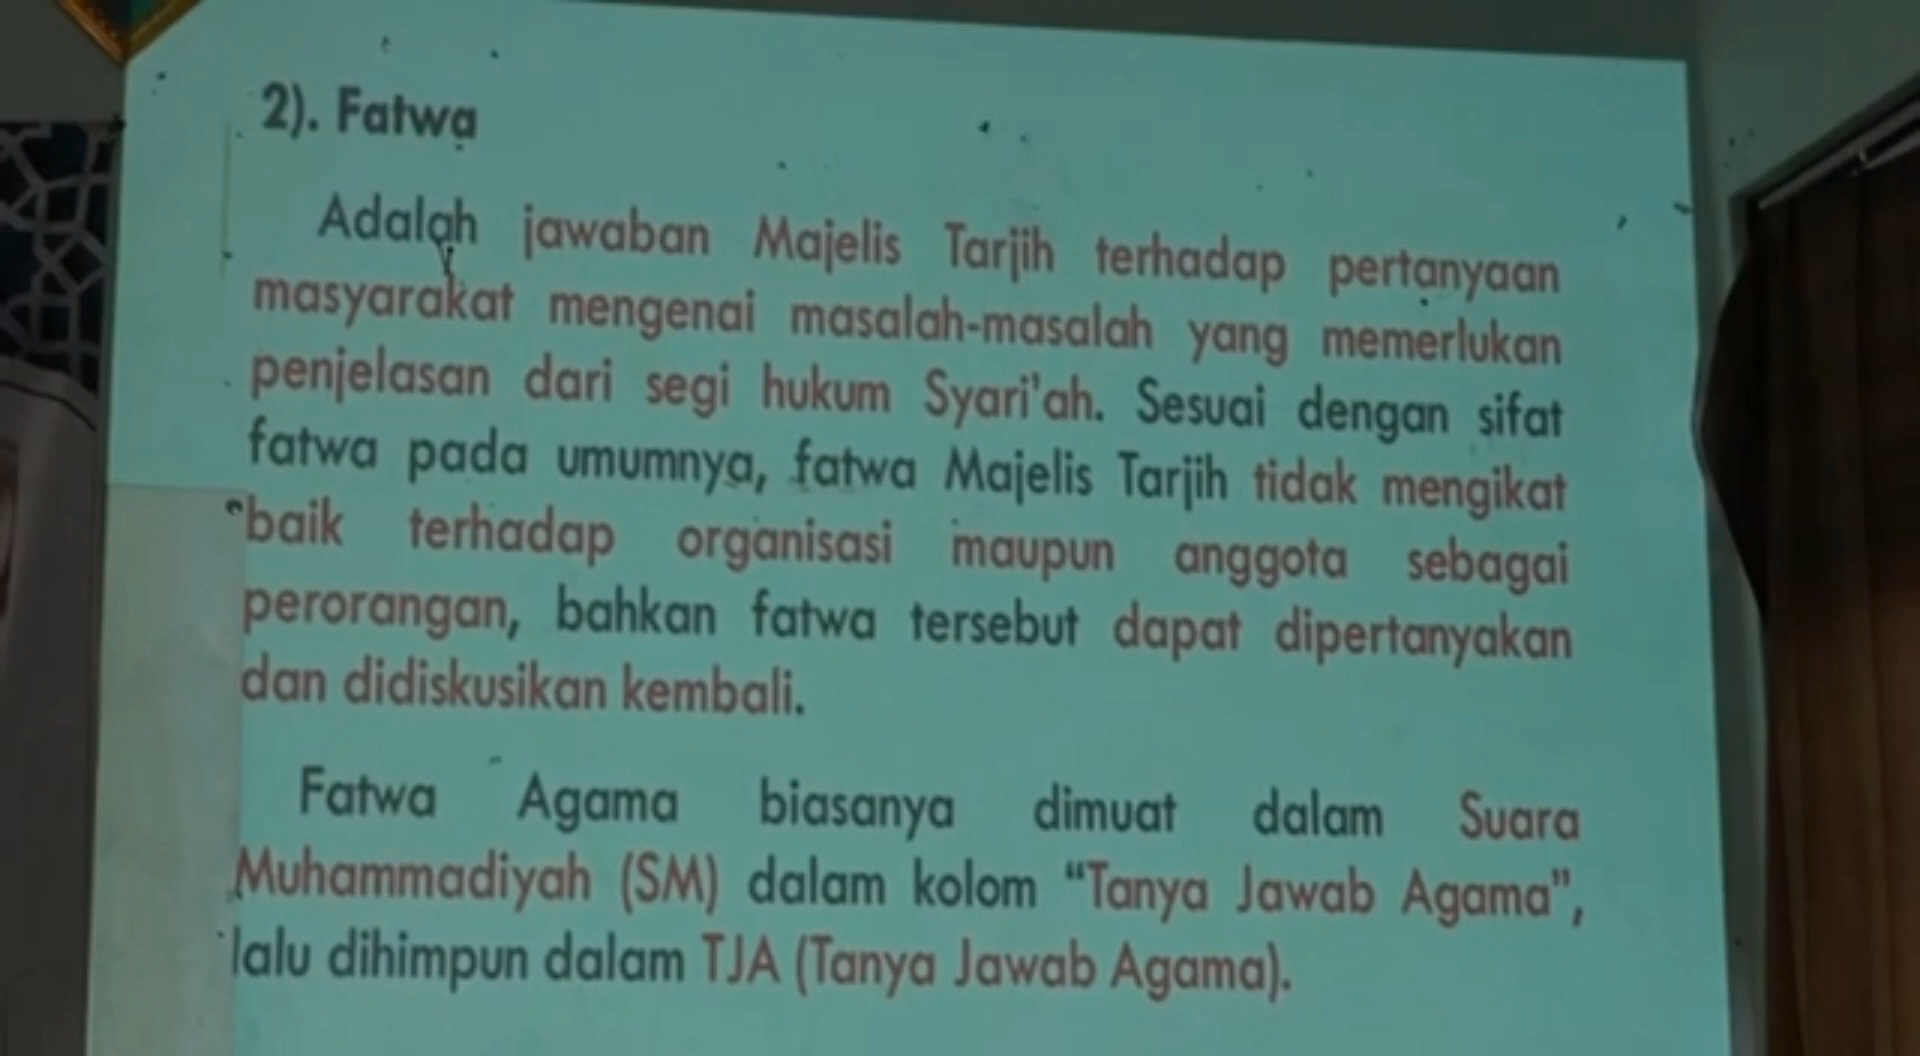 2). Fatwa
Adalah jawaban Majelis Tarjih terhadap pertanyaan
masyarakat mengenai masalah-masalah yang memerlukan
penjelasan dari segi hukum Syari'ah. Sesuai dengan sifat
fatwa pada umumnya, fatwa Majelis Tarjih tidak mengikat
baik terhadap organisasi maupun anggota sebagai
perorangan, bahkan fatwa tersebut dapat dipertanyakan
dan didiskusikan kembali.
Fatwa Agama biasanya dimuat dalam Suara
Muhammadiyah (SM) dalam kolom “Tanya Jawab Agama”,
lalu dihimpun dalam TJA (Tanya Jawab Agama).